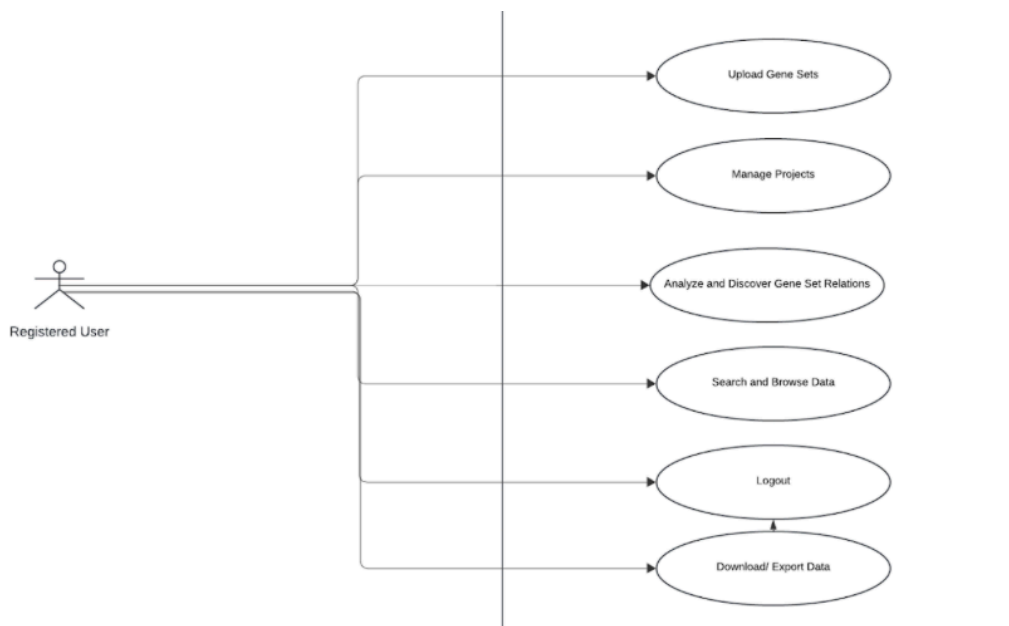 Upload Gene Sets
Manage Projects
Analyze and Discover Gene Set Relations
Registered User
Search and Browse Data
Logout
Download/ Export Data